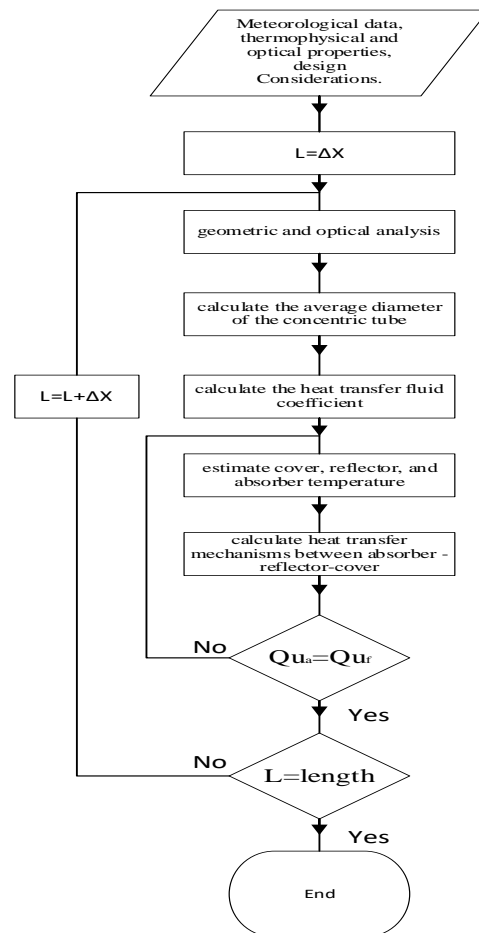 Meteorological data,
thermophysical and
optical properties,
design
Considerations.
L=ΔX
geometric and optical analysis
calculate the average diameter
of the concentric tube
L=L+ΔX
calculate the heat transfer fluid
coefficient
estimate cover, reflector, and
absorber temperature
calculate heat transfer
mechanisms between absorber -
reflector-cover
No
Quₐ=Qu_f
Yes
No
L=length
Yes
End